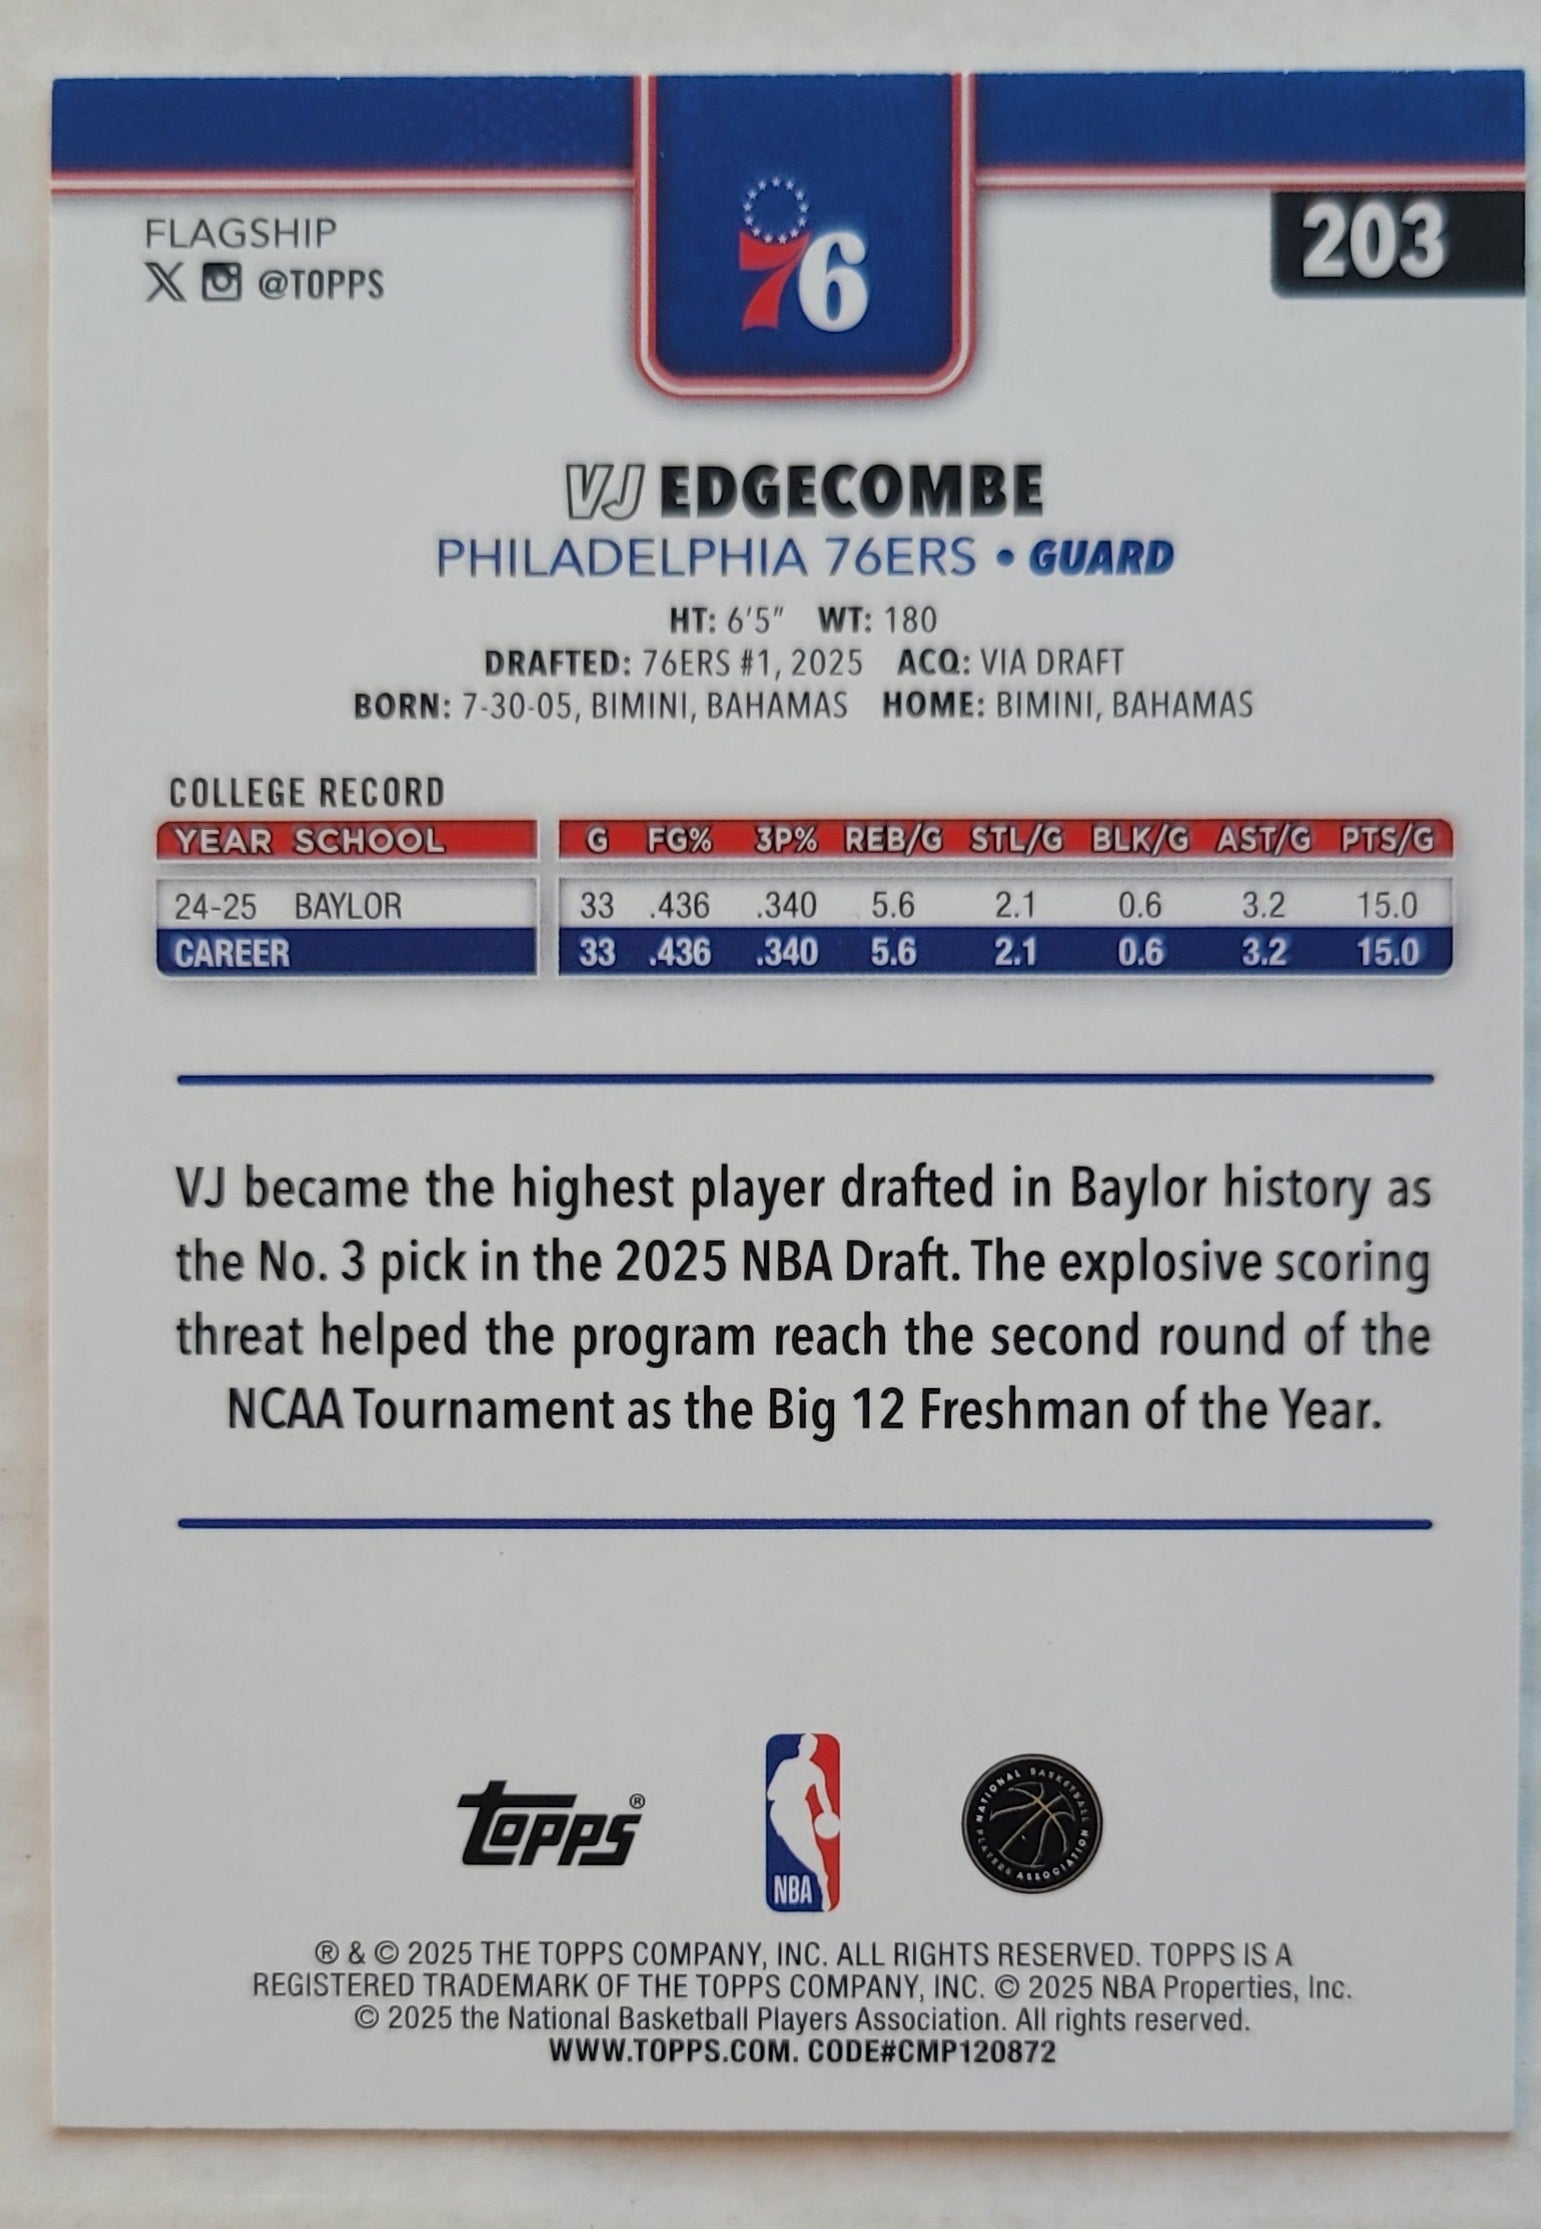 FLAGSHIP
@TOPPS
203
76
VJ EDGECOMBE
PHILADELPHIA 76ERS • GUARD
HT: 6'5" WT: 180
DRAFTED: 76ERS #1, 2025 ACQ: VIA DRAFT
BORN: 7-30-05, BIMINI, BAHAMAS HOME: BIMINI, BAHAMAS
COLLEGE RECORD
YEAR SCHOOL G FG% 3P% REB/G STL/G BLK/G AST/G PTS/G
24-25 BAYLOR 33 .436 .340 5.6 2.1 0.6 3.2 15.0
CAREER 33 .436 .340 5.6 2.1 0.6 3.2 15.0
VJ became the highest player drafted in Baylor history as
the No. 3 pick in the 2025 NBA Draft. The explosive scoring
threat helped the program reach the second round of the
NCAA Tournament as the Big 12 Freshman of the Year.
Topps®
NBA
NATIONAL BASKETBALL PLAYERS ASSOCIATION
® & © 2025 THE TOPPS COMPANY, INC. ALL RIGHTS RESERVED. TOPPS IS A
REGISTERED TRADEMARK OF THE TOPPS COMPANY, INC. © 2025 NBA Properties, Inc.
© 2025 the National Basketball Players Association. All rights reserved.
WWW.TOPPS.COM. CODE#CMP120872